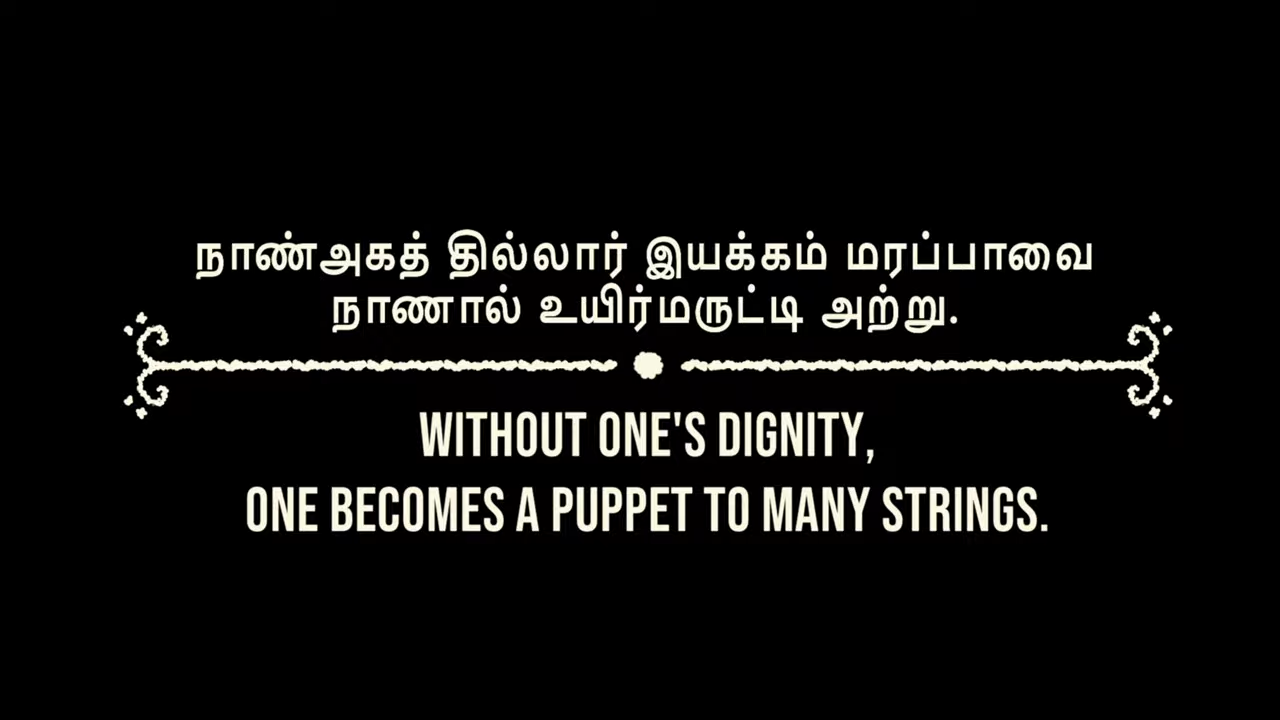 நாண்அகத் தில்லார் இயக்கம் மரப்பாவை
நாணால் உயிர்மருட்டி அற்று.
WITHOUT ONE'S DIGNITY,
ONE BECOMES A PUPPET TO MANY STRINGS.